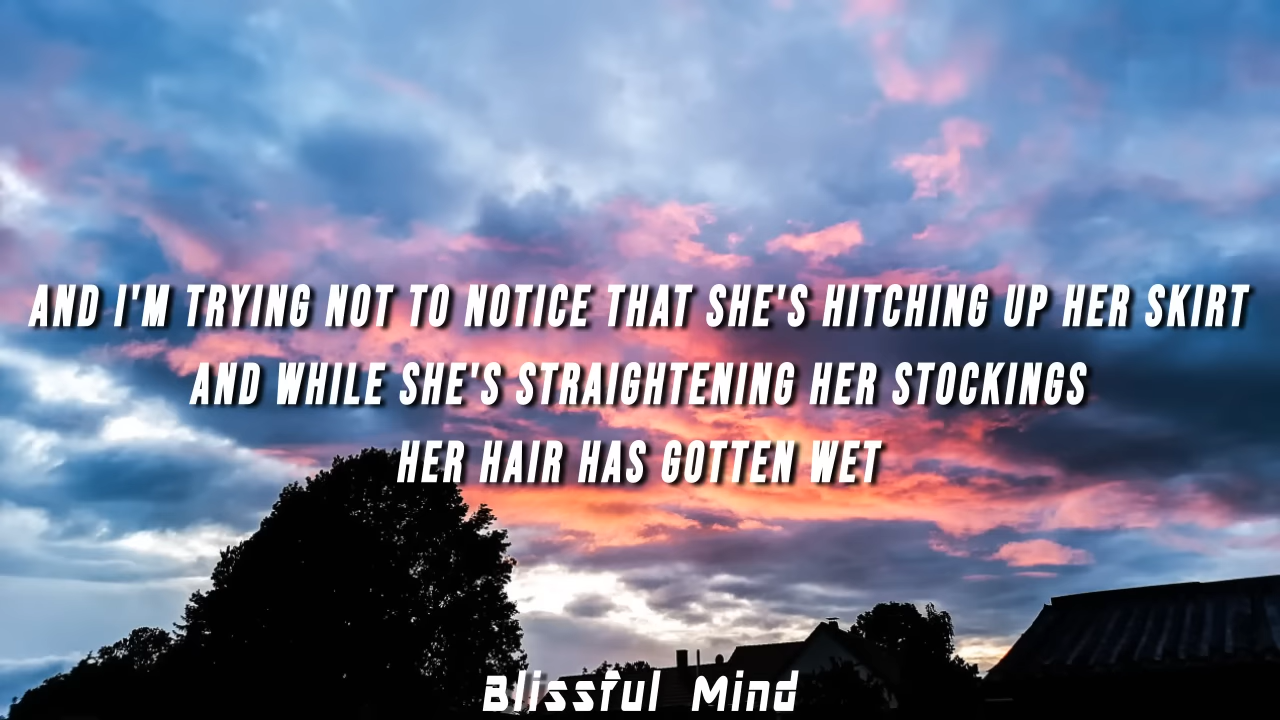 AND I'M TRYING NOT TO NOTICE THAT SHE'S HITCHING UP HER SKIRT
AND WHILE SHE'S STRAIGHTENING HER STOCKINGS
HER HAIR HAS GOTTEN WET
Blissful Mind